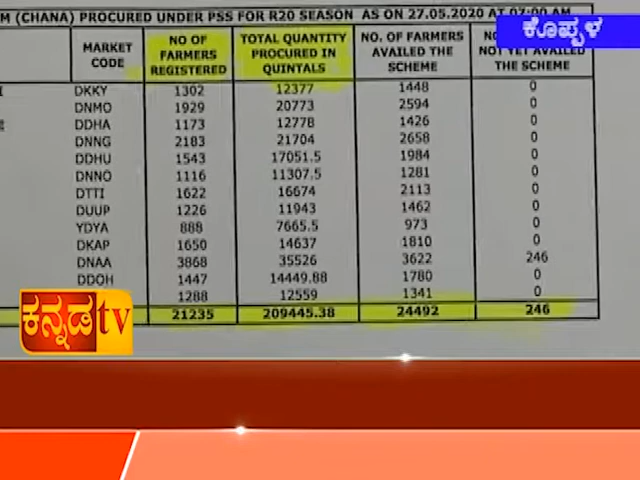 M (CHANA) PROCURED UNDER PSS FOR R20 SEASON AS ON 27.05.2020 AT 07:00 AM
ಕೊಪ್ಪಳ
MARKET CODE NO OF FARMERS REGISTERED TOTAL QUANTITY PROCURED IN QUINTALS NO. OF FARMERS AVAILED THE SCHEME NOT YET AVAILED THE SCHEME
DKKY 1302 12377 1448 0
DNMO 1929 20773 2594 0
DDHA 1173 12778 1426 0
DNNG 2183 21704 2658 0
DDHU 1543 17051.5 1984 0
DNNO 1116 11307.5 1281 0
DTTI 1622 16674 2113 0
DUUP 1226 11943 1462 0
YDYA 888 7665.5 973 0
DKAP 1650 14637 1810 0
DNAA 3868 35526 3622 246
DDOH 1447 14449.88 1780 0
1288 12559 1341 0
21235 209445.38 24492 246
ಕನ್ನಡ tv